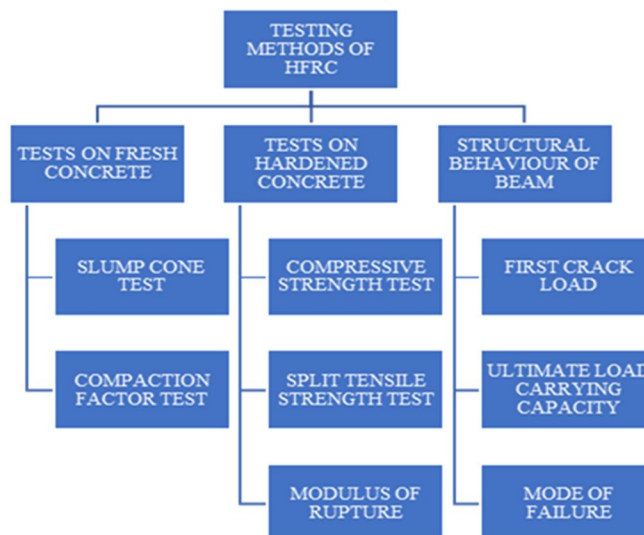 TESTING
METHODS OF
HFRC
TESTS ON FRESH
CONCRETE
TESTS ON
HARDENED
CONCRETE
STRUCTURAL
BEHAVIOUR OF
BEAM
SLUMP CONE
TEST
COMPACTION
FACTOR TEST
COMPRESSIVE
STRENGTH TEST
SPLIT TENSILE
STRENGTH TEST
MODULUS OF
RUPTURE
FIRST CRACK
LOAD
ULTIMATE LOAD
CARRYING
CAPACITY
MODE OF
FAILURE